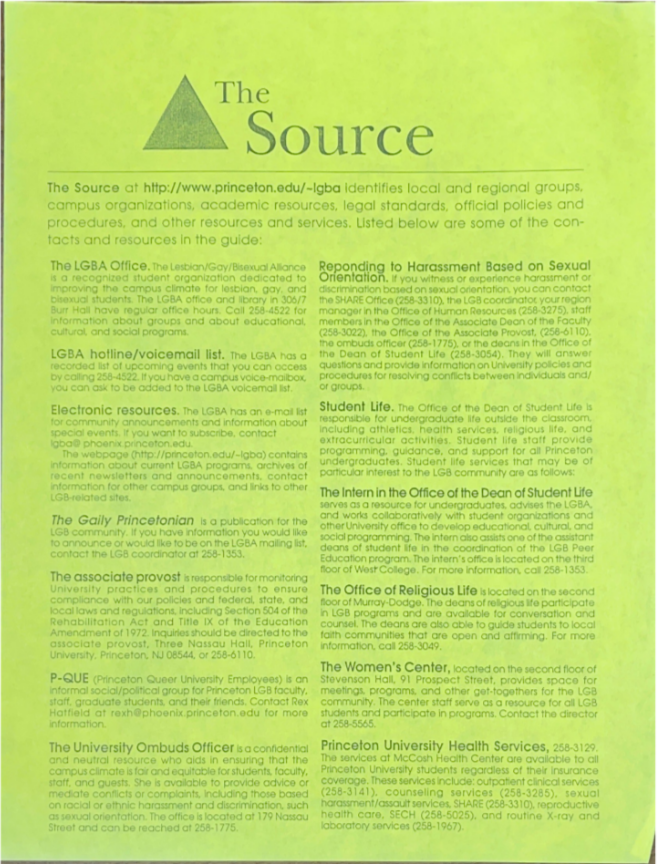 The
Source
The Source at http://www.princeton.edu/~lgba identifies local and regional groups,
campus organizations, academic resources, legal standards, official policies and
procedures, and other resources and services. Listed below are some of the con-
tacts and resources in the guide:
The LGBA Office. The Lesbian/Gay/Bisexual Alliance
is a recognized student organization dedicated to
improving the campus climate for lesbian, gay, and
bisexual students. The LGBA office and library in 306/7
Burr Hall have regular office hours. Call 258-4522 for
information about groups and about educational,
cultural, and social programs.
LGBA hotline/voicemail list. The LGBA has a
recorded list of upcoming events that you can access
by calling 258-4522. If you have a campus voice-mailbox,
you can ask to be added to the LGBA voicemail list.
Electronic resources. The LGBA has an e-mail list
for community announcements and information about
special events. If you want to subscribe, contact
lgba@ phoenix.princeton.edu.
The webpage (http://princeton.edu/~lgba) contains
information about current LGBA programs, archives of
recent newsletters and announcements, contact
information for other campus groups, and links to other
LGB-related sites.
The Gaily Princetonian is a publication for the
LGB community. If you have information you would like
to announce or would like to be on the LGBA mailing list,
contact the LGB coordinator at 258-1353.
The associate provost is responsible for monitoring
University practices and procedures to ensure
compliance with our policies and federal, state, and
local laws and regulations, including Section 504 of the
Rehabilitation Act and Title IX of the Education
Amendment of 1972. Inquiries should be directed to the
associate provost, Three Nassau Hall, Princeton
University, Princeton, NJ 08544, or 258-6110.
P-QUE (Princeton Queer University Employees) is an
informal social/political group for Princeton LGB faculty,
staff, graduate students, and their friends. Contact Rex
Hatfield at rexh@phoenix.princeton.edu for more
information.
The University Ombuds Officer is a confidential
and neutral resource who aids in ensuring that the
campus climate is fair and equitable for students, faculty,
staff, and guests. She is available to provide advice or
mediate conflicts or complaints, including those based
on racial or ethnic harassment and discrimination, such
as sexual orientation. The office is located at 179 Nassau
Street and can be reached at 258-1775.
Reponding to Harassment Based on Sexual
Orientation. If you witness or experience harassment or
discrimination based on sexual orientation, you can contact
the SHARE Office (258-3310), the LGB coordinator, your region
manager in the Office of Human Resources (258-3275), staff
members in the Office of the Associate Dean of the Faculty
(258-3022), the Office of the Associate Provost, (258-6110),
the ombuds officer (258-1775), or the deans in the Office of
the Dean of Student Life (258-3054). They will answer
questions and provide information on University policies and
procedures for resolving conflicts between individuals and/
or groups.
Student Life. The Office of the Dean of Student Life is
responsible for undergraduate life outside the classroom,
including athletics, health services, religious life, and
extracurricular activities. Student life staff provide
programming, guidance, and support for all Princeton
undergraduates. Student life services that may be of
particular interest to the LGB community are as follows:
The Intern in the Office of the Dean of Student Life
serves as a resource for undergraduates, advises the LGBA,
and works collaboratively with student organizations and
other University office to develop educational, cultural, and
social programming. The intern also assists one of the assistant
deans of student life in the coordination of the LGB Peer
Education program. The intern's office is located on the third
floor of West College. For more information, call 258-1353.
The Office of Religious Life is located on the second
floor of Murray-Dodge. The deans of religious life participate
in LGB programs and are available for conversation and
counsel. The deans are also able to guide students to local
faith communities that are open and affirming. For more
information, call 258-3049.
The Women's Center, located on the second floor of
Stevenson Hall, 91 Prospect Street, provides space for
meetings, programs, and other get-togethers for the LGB
community. The center staff serve as a resource for all LGB
students and participate in programs. Contact the director
at 258-5565.
Princeton University Health Services, 258-3129.
The services at McCosh Health Center are available to all
Princeton University students regardless of their insurance
coverage. These services include: outpatient clinical services
(258-3141), counseling services (258-3285), sexual
harassment/assault services, SHARE (258-3310), reproductive
health care, SECH (258-5025), and routine X-ray and
laboratory services (258-1967).